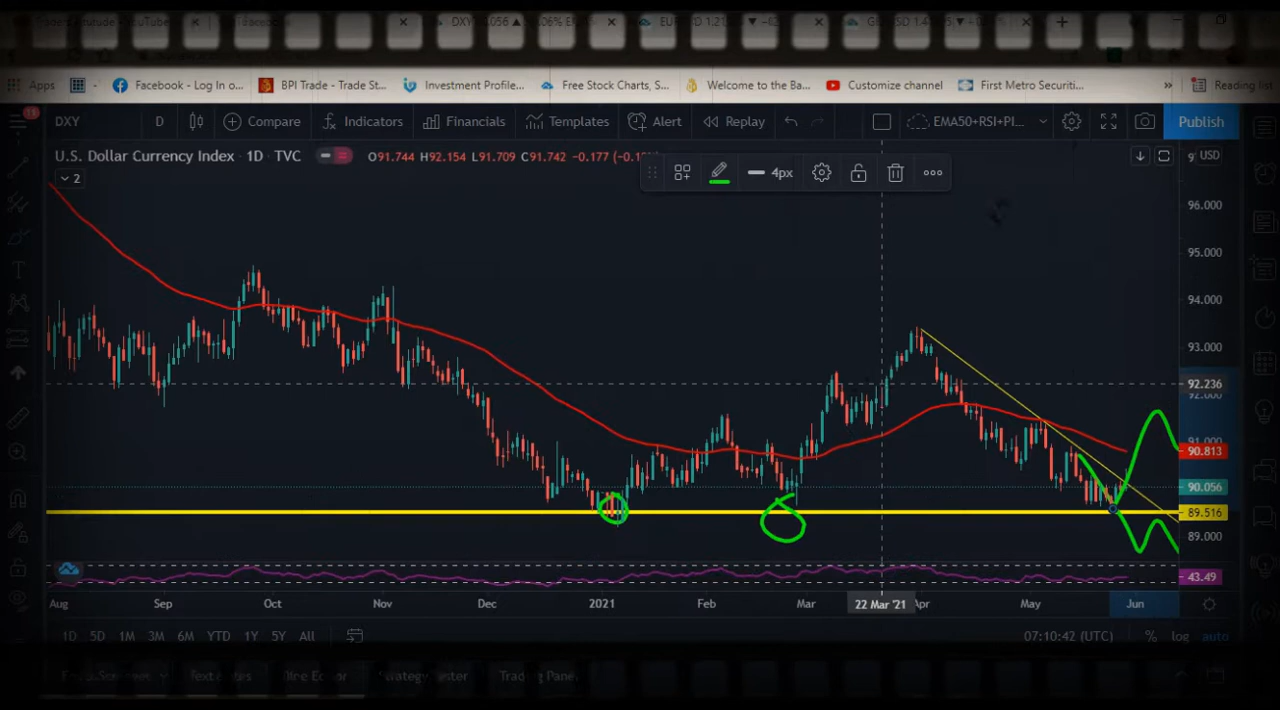 Apps Facebook - Log In o... BPI Trade - Trade St... Investment Profile... Free Stock Charts, S... Welcome to the Ba... Customize channel First Metro Securiti... » Reading list
11
DXY D Compare Indicators Financials Templates Alert Replay EMA50+RSI+PI... Publish
U.S. Dollar Currency Index · 1D · TVC O91.744 H92.154 L91.709 C91.742 −0.177 USD
2
4px
96.000
95.000
94.000
93.000
92.236
92.000
91.000
90.813
90.056
89.516
89.000
43.49
Aug Sep Oct Nov Dec 2021 Feb Mar 22 Mar '21 Apr May Jun
1D 5D 1M 3M 6M YTD 1Y 5Y All 07:10:42 (UTC) % log auto